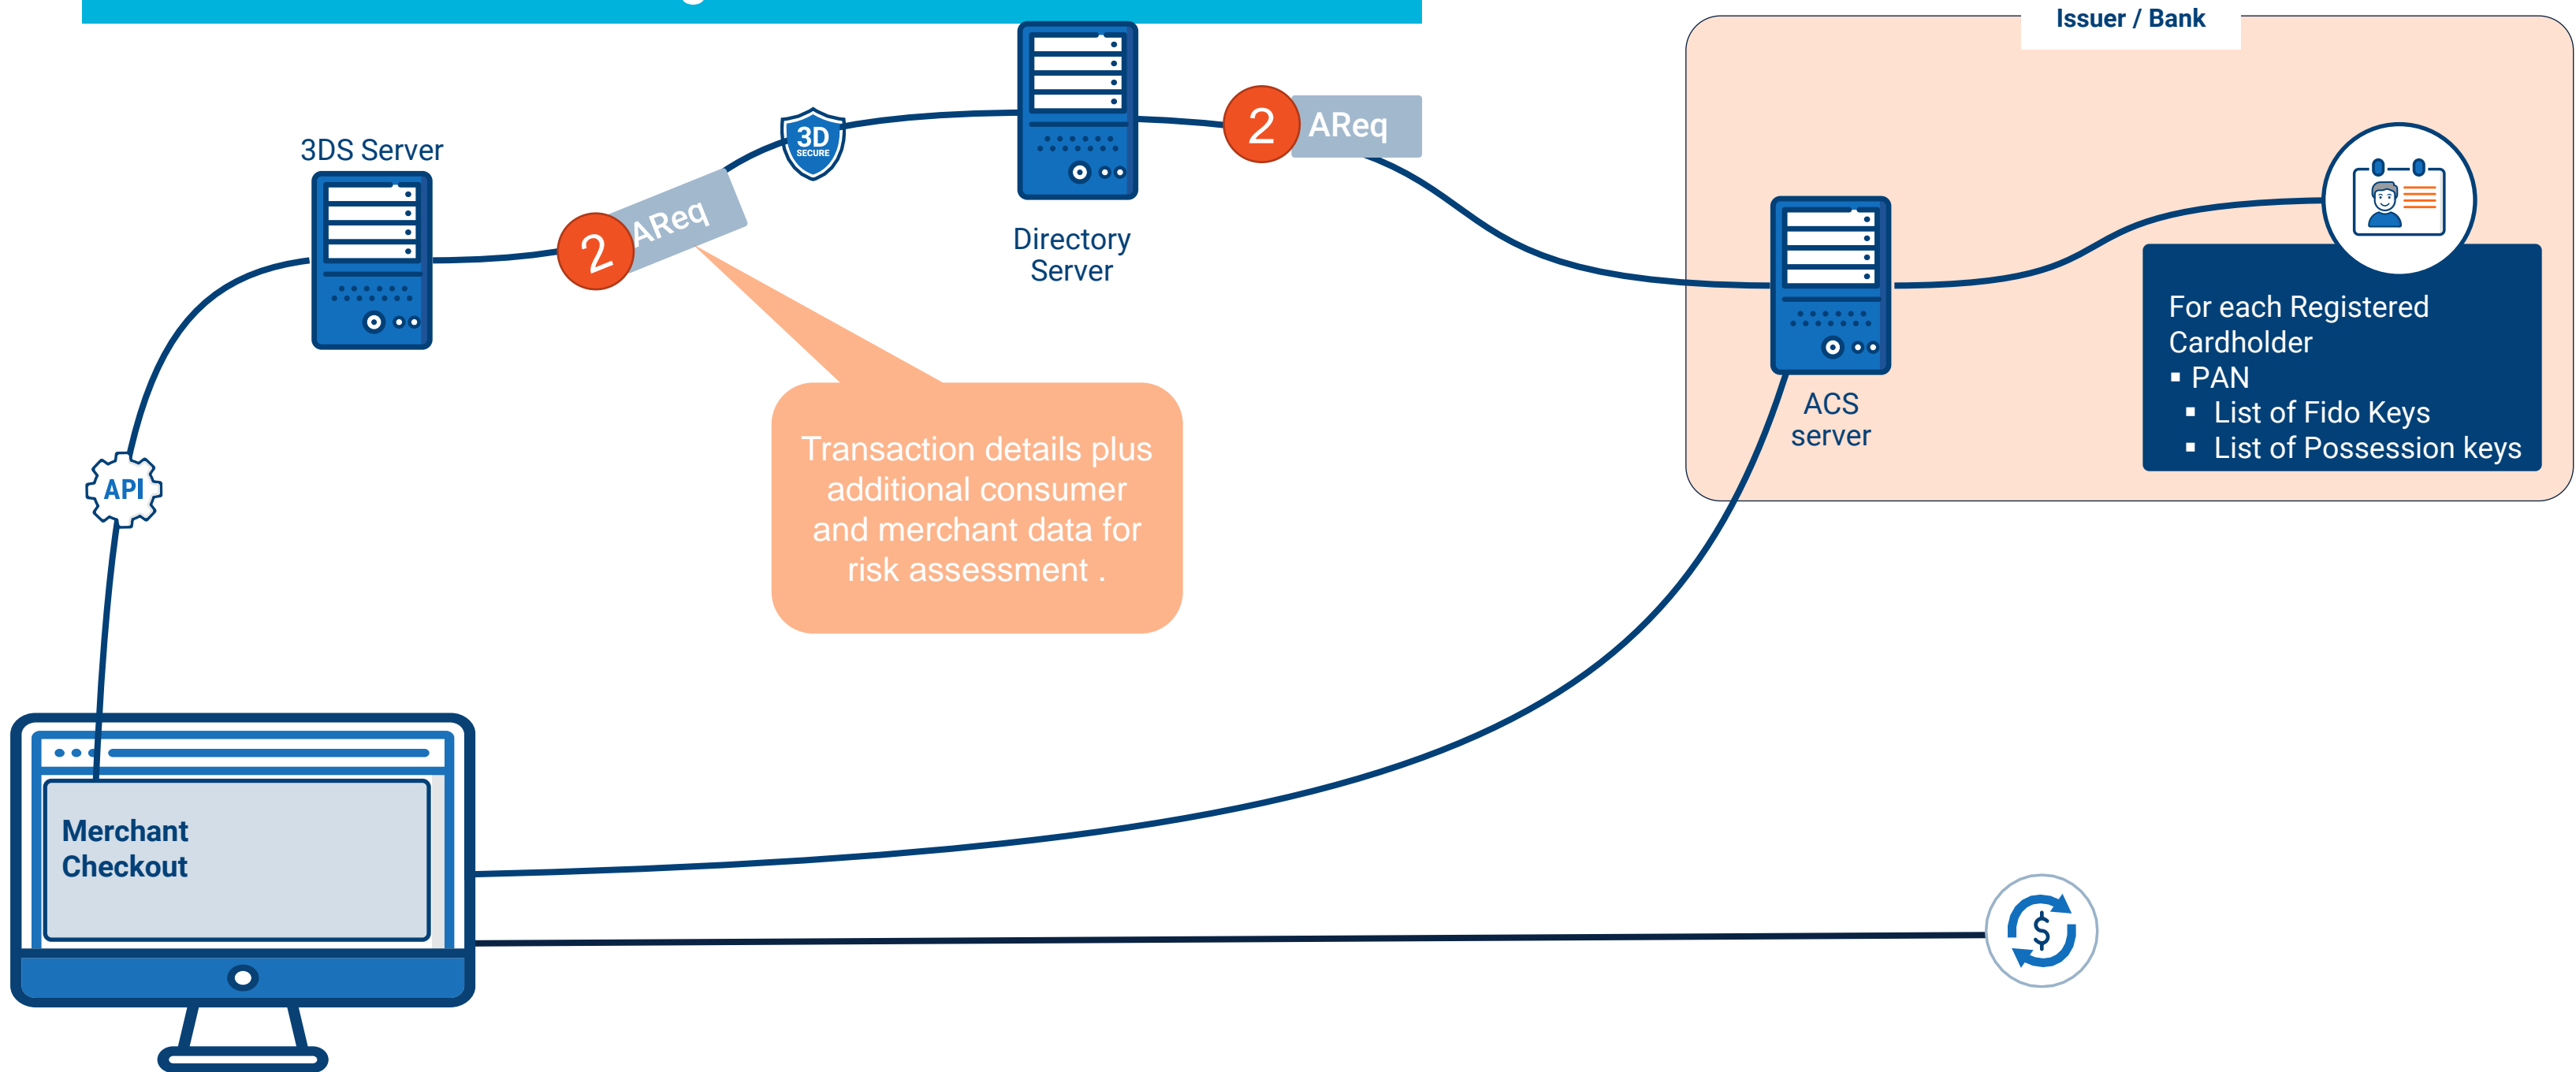 Issuer / Bank
3D
SECURE
2
AReq
3DS Server
2
AReq
Directory
Server
For each Registered
Cardholder
▪ PAN
▪ List of Fido Keys
▪ List of Possession keys
ACS
server
Transaction details plus
additional consumer
and merchant data for
risk assessment .
API
Merchant
Checkout
$